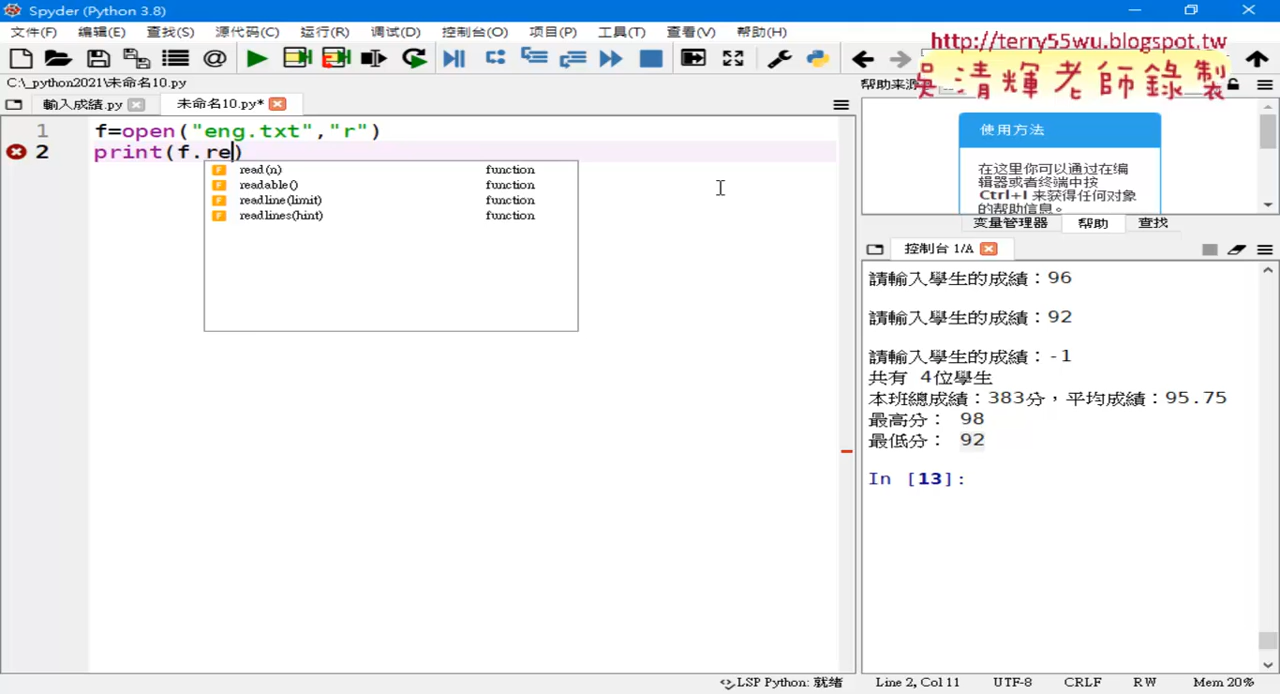 Spyder (Python 3.8)
文件(F) 编辑(E) 查找(S) 源代码(C) 运行(R) 调试(D) 控制台(O) 项目(P) 工具(T) 查看(V) 帮助(H)
http://terry55wu.blogspot.tw
吳清輝老師錄製
C:\_python2021\未命名10.py
帮助来源
輸入成績.py 未命名10.py*
1 f=open("eng.txt","r")
2 print(f.re)
read(n) function
readable() function
readline(limit) function
readlines(hint) function
使用方法
在这里你可以通过在编
辑器或者终端中按
Ctrl+I 来获得任何对象
的帮助信息。
变量管理器 帮助 查找
控制台 1/A
請輸入學生的成績：96
請輸入學生的成績：92
請輸入學生的成績：-1
共有 4位學生
本班總成績：383分，平均成績：95.75
最高分： 98
最低分： 92
In [13]:
LSP Python: 就绪 Line 2, Col 11 UTF-8 CRLF RW Mem 20%